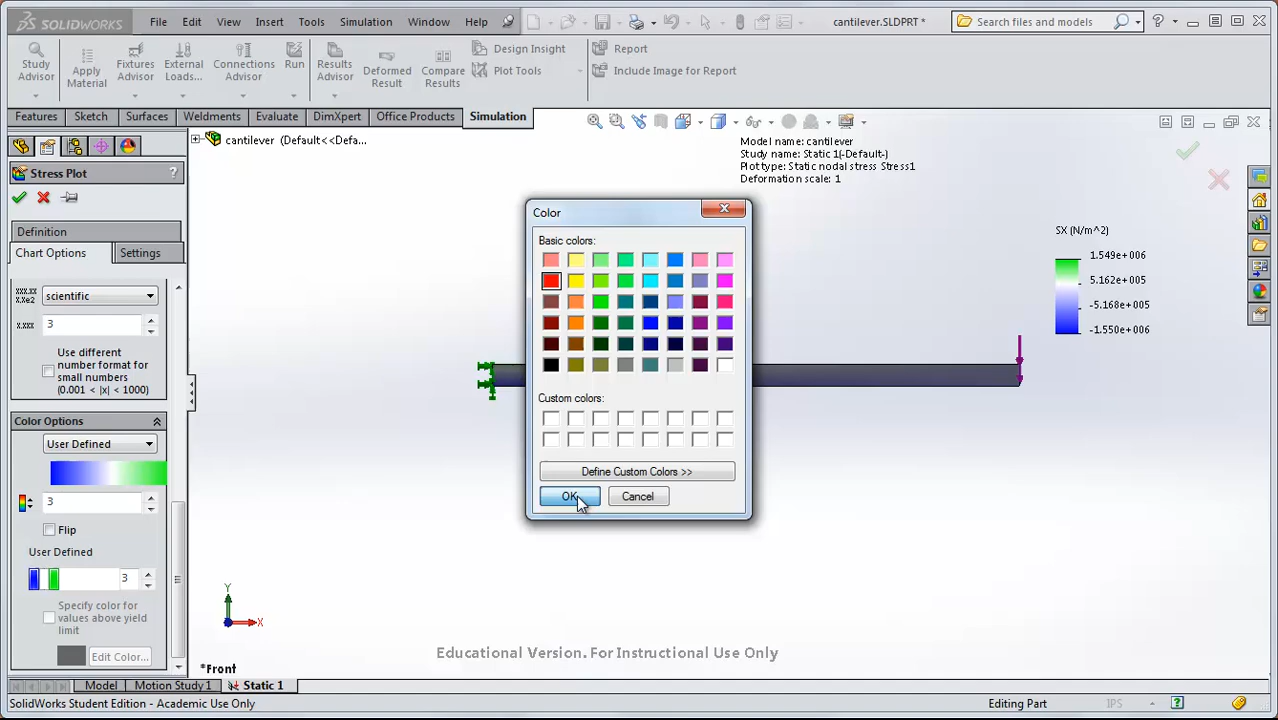 SOLIDWORKS File Edit View Insert Tools Simulation Window Help cantilever.SLDPRT * Search files and models
Study Advisor
Apply Material
Fixtures Advisor
External Loads...
Connections Advisor
Run
Results Advisor
Deformed Result
Compare Results
Design Insight
Plot Tools
Report
Include Image for Report
Features Sketch Surfaces Weldments Evaluate DimXpert Office Products Simulation
cantilever (Default<<Defa...
Model name: cantilever
Study name: Static 1(-Default-)
Plot type: Static nodal stress Stress1
Deformation scale: 1
Stress Plot ?
Definition
Chart Options Settings
xxx.xx
x.xe2
scientific
x.xxx
3
Use different
number format for
small numbers
(0.001 < |x| < 1000)
Color Options
User Defined
3
Flip
User Defined
3
Specify color for
values above yield
limit
Edit Color...
Color
Basic colors:
Custom colors:
Define Custom Colors >>
OK Cancel
SX (N/m^2)
1.549e+006
5.162e+005
-5.168e+005
-1.550e+006
Y
X
*Front
Educational Version. For Instructional Use Only
Model Motion Study 1 Static 1
SolidWorks Student Edition - Academic Use Only Editing Part IPS